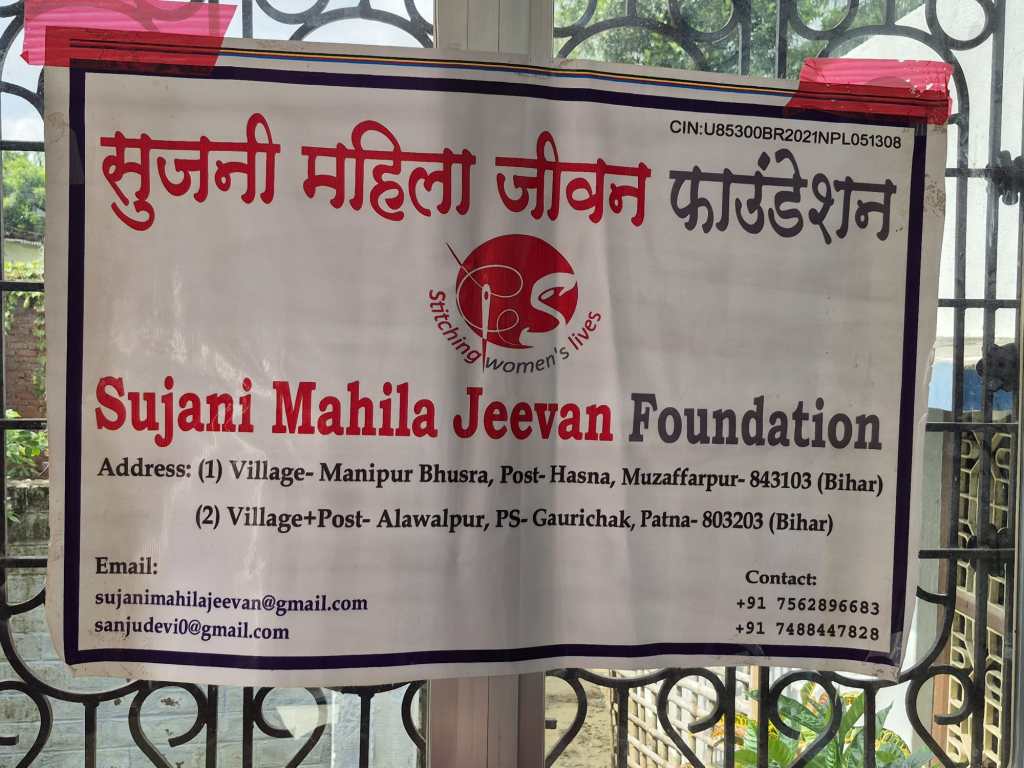 CIN:U85300BR2021NPL051308
सुजनी महिला जीवन फाउंडेशन
PS
Stitching women's lives
Sujani Mahila Jeevan Foundation
Address: (1) Village- Manipur Bhusra, Post- Hasna, Muzaffarpur- 843103 (Bihar)
(2) Village+Post- Alawalpur, PS- Gaurichak, Patna- 803203 (Bihar)
Email:
sujanimahilajeevan@gmail.com
sanjudevi0@gmail.com
Contact:
+91 7562896683
+91 7488447828